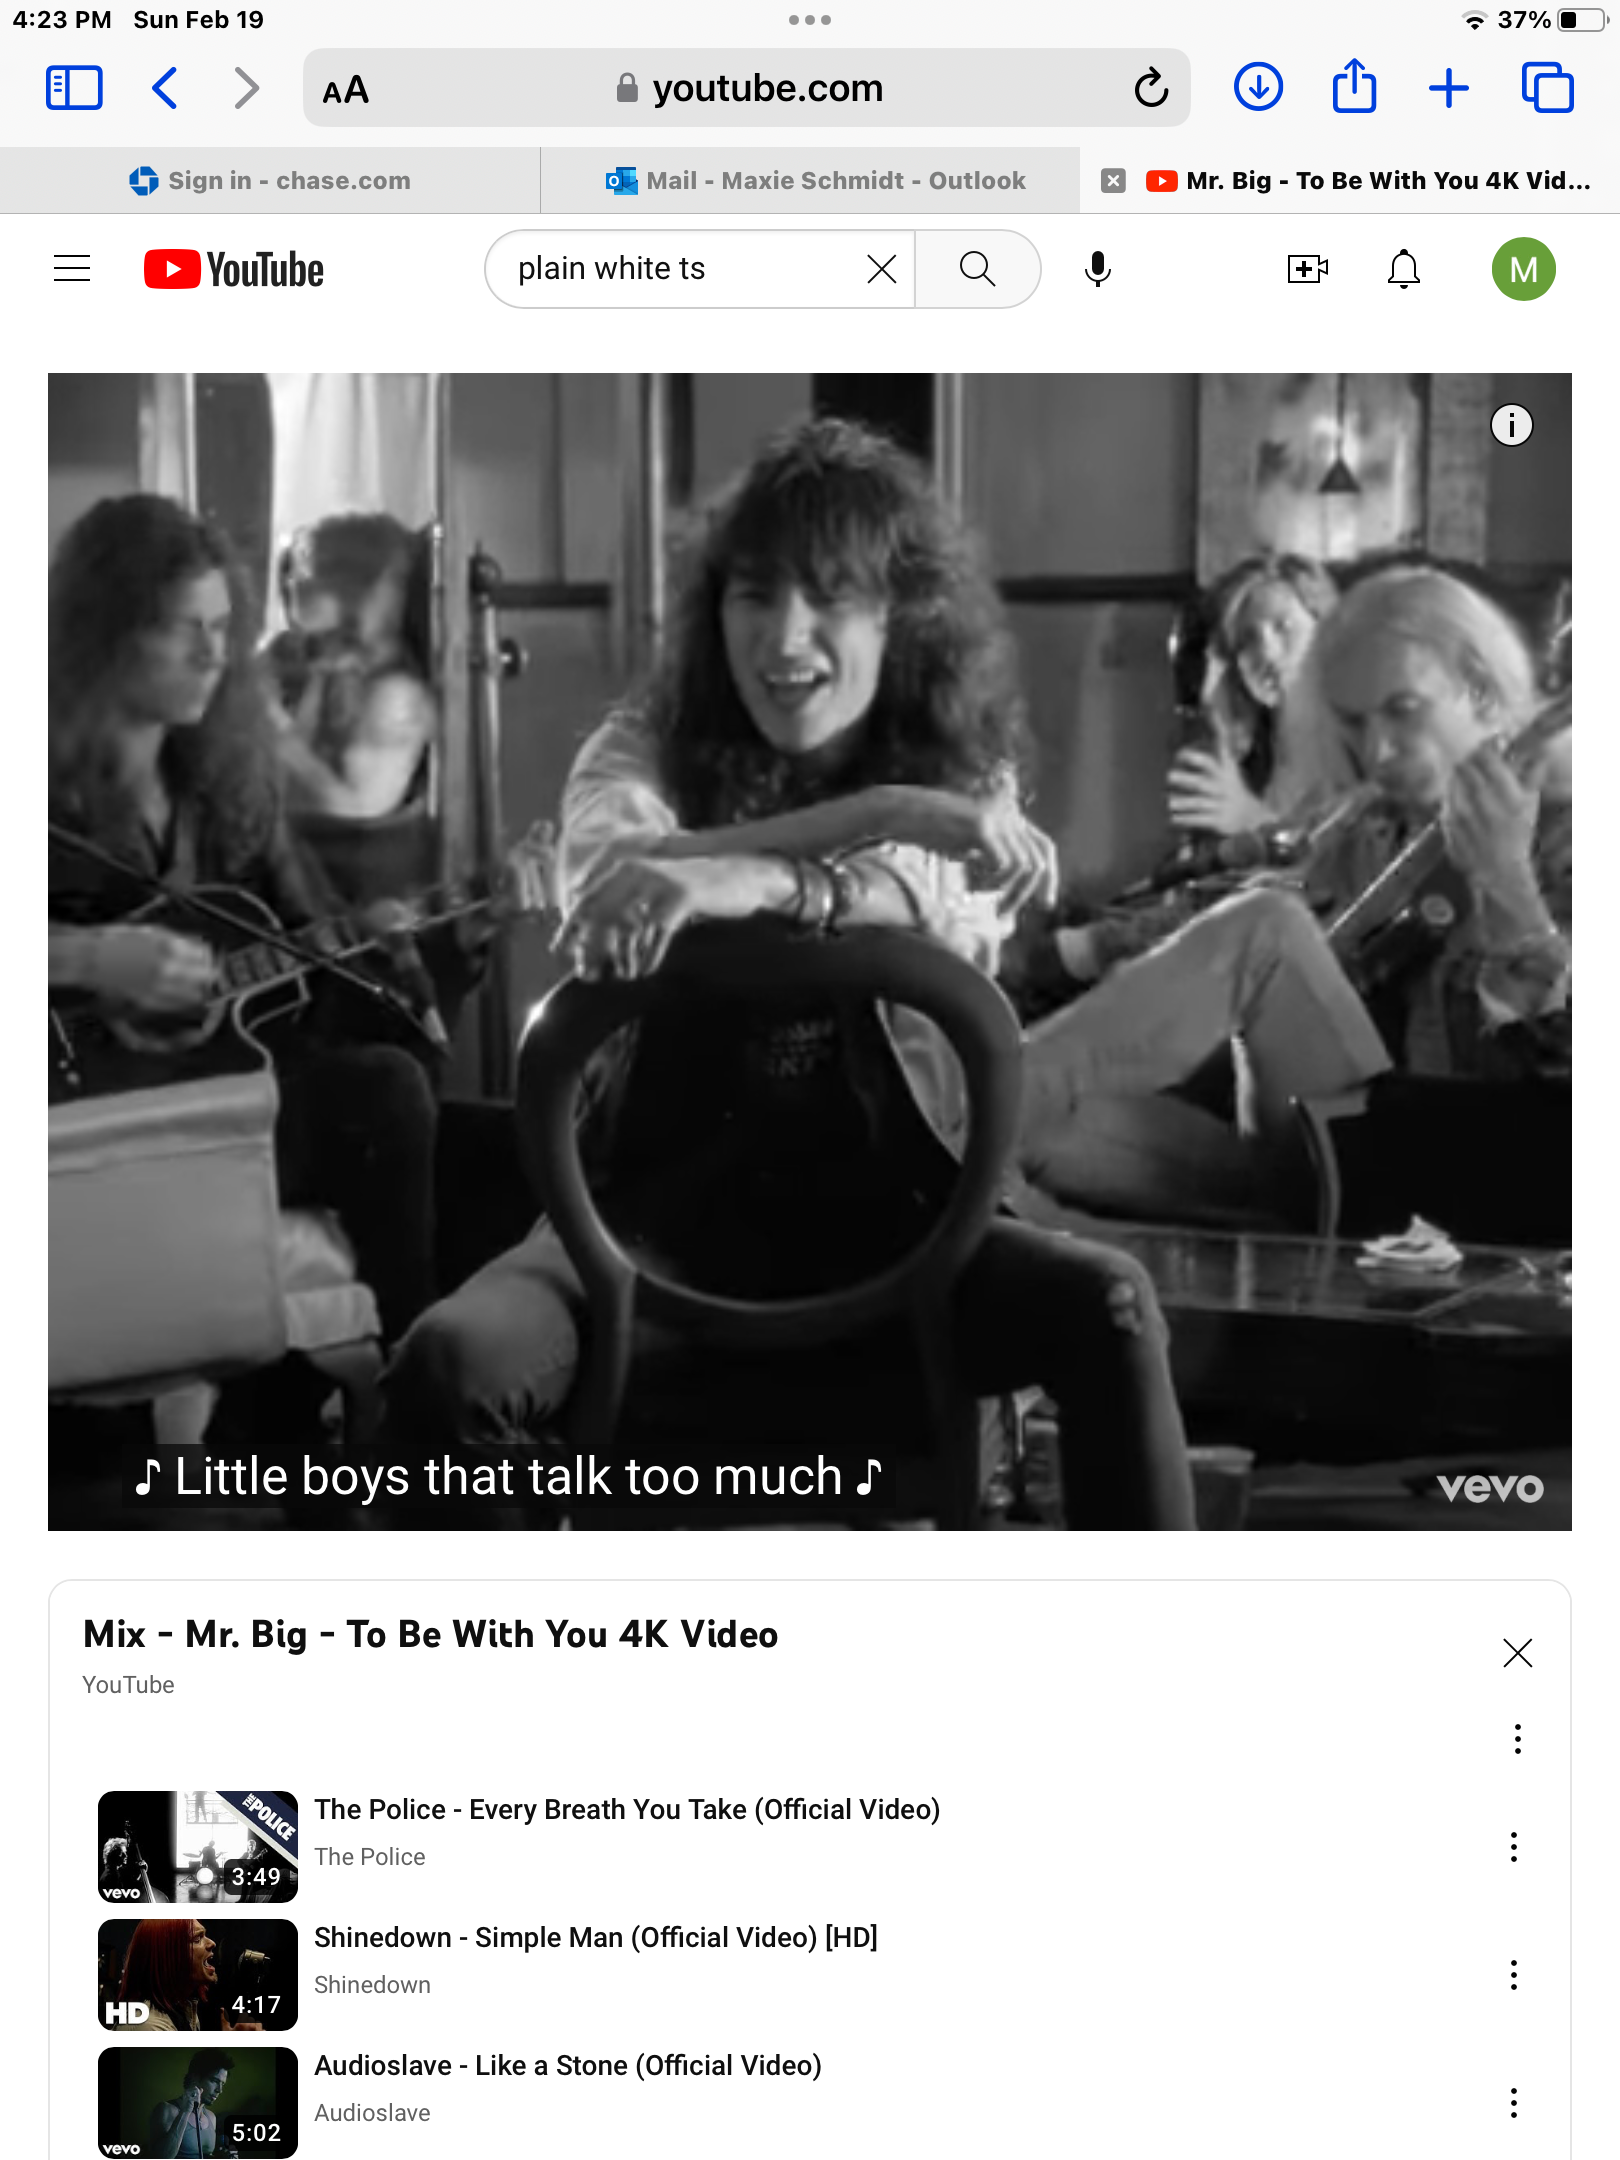 4:23 PM Sun Feb 19
37%
AA
youtube.com
Sign in - chase.com
Mail - Maxie Schmidt - Outlook
Mr. Big - To Be With You 4K Vid...
YouTube
plain white ts
M
i
♪ Little boys that talk too much ♪
vevo
Mix - Mr. Big - To Be With You 4K Video
YouTube
THE POLICE
vevo
3:49
The Police - Every Breath You Take (Official Video)
The Police
HD
4:17
Shinedown - Simple Man (Official Video) [HD]
Shinedown
vevo
5:02
Audioslave - Like a Stone (Official Video)
Audioslave